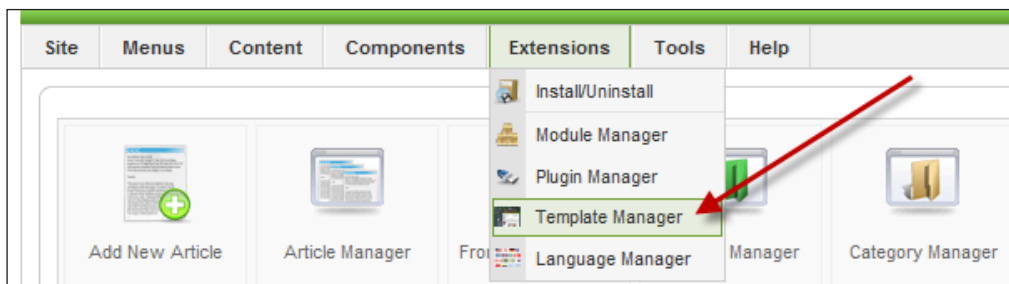 Site Menus Content Components Extensions Tools Help
Install/Uninstall
Module Manager
Plugin Manager
Template Manager
Language Manager
Add New Article Article Manager Fro Manager Category Manager